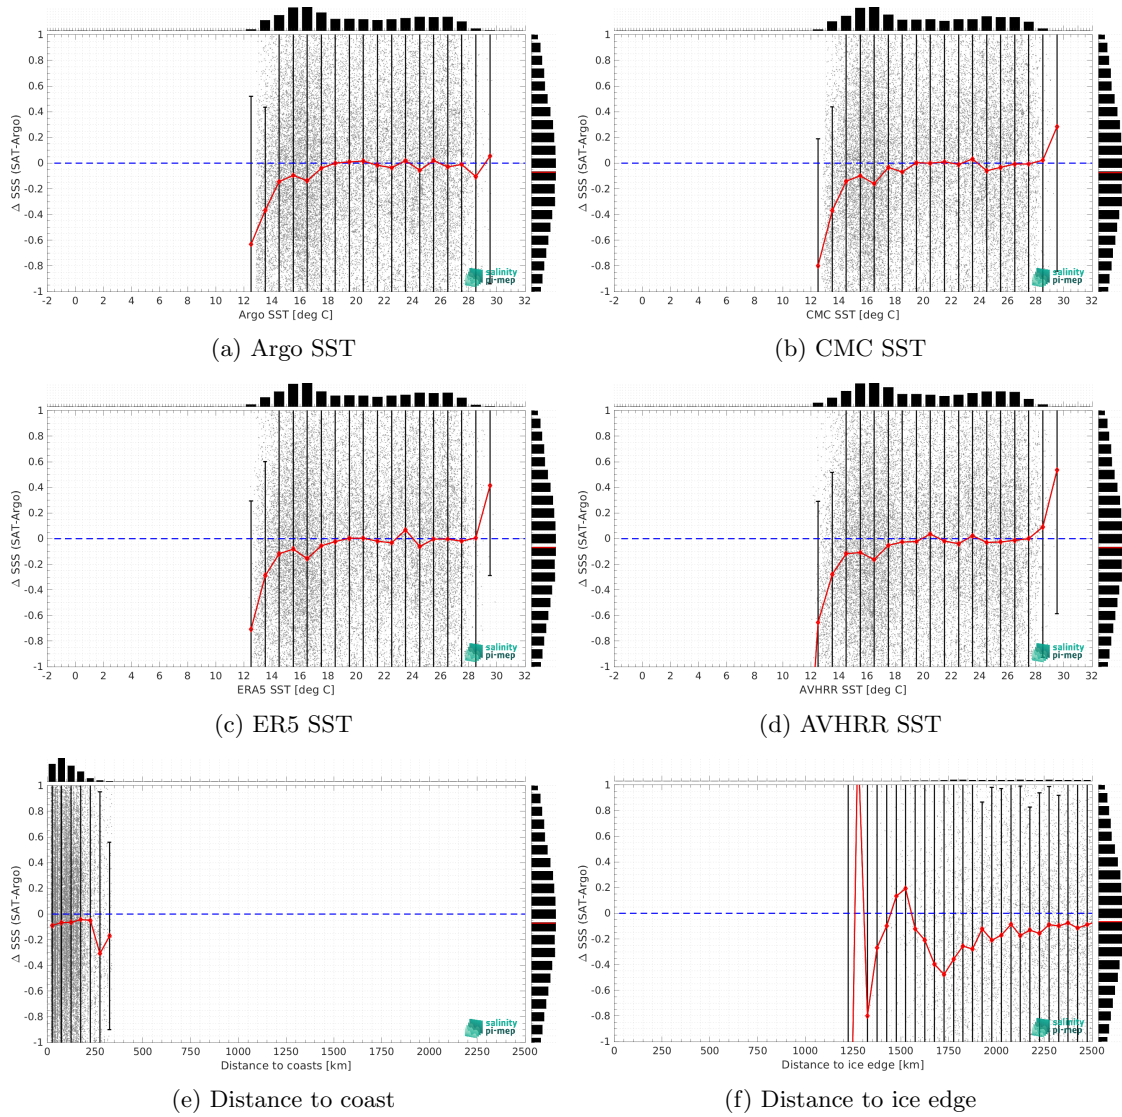 1
0.8
0.6
0.4
0.2
0
-0.2
-0.4
-0.6
-0.8
-1
Δ SSS (SAT-Argo)
-2 0 2 4 6 8 10 12 14 16 18 20 22 24 26 28 30 32
Argo SST [deg C]
salinity
pi-mep
(a) Argo SST
1
0.8
0.6
0.4
0.2
0
-0.2
-0.4
-0.6
-0.8
-1
Δ SSS (SAT-Argo)
-2 0 2 4 6 8 10 12 14 16 18 20 22 24 26 28 30 32
CMC SST [deg C]
salinity
pi-mep
(b) CMC SST
1
0.8
0.6
0.4
0.2
0
-0.2
-0.4
-0.6
-0.8
-1
Δ SSS (SAT-Argo)
-2 0 2 4 6 8 10 12 14 16 18 20 22 24 26 28 30 32
ERA5 SST [deg C]
salinity
pi-mep
(c) ER5 SST
1
0.8
0.6
0.4
0.2
0
-0.2
-0.4
-0.6
-0.8
-1
Δ SSS (SAT-Argo)
-2 0 2 4 6 8 10 12 14 16 18 20 22 24 26 28 30 32
AVHRR SST [deg C]
salinity
pi-mep
(d) AVHRR SST
1
0.8
0.6
0.4
0.2
0
-0.2
-0.4
-0.6
-0.8
-1
Δ SSS (SAT-Argo)
0 250 500 750 1000 1250 1500 1750 2000 2250 2500
Distance to coasts [km]
salinity
pi-mep
(e) Distance to coast
1
0.8
0.6
0.4
0.2
0
-0.2
-0.4
-0.6
-0.8
-1
Δ SSS (SAT-Argo)
0 250 500 750 1000 1250 1500 1750 2000 2250 2500
Distance to ice edge [km]
salinity
pi-mep
(f) Distance to ice edge